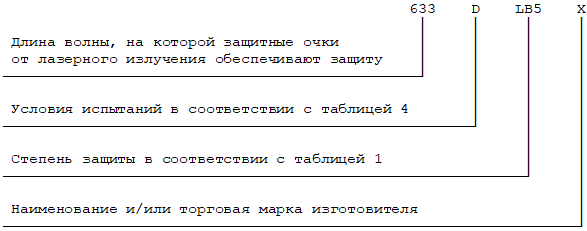 633 D LB5 X
Длина волны, на которой защитные очки
от лазерного излучения обеспечивают защиту
Условия испытаний в соответствии с таблицей 4
Степень защиты в соответствии с таблицей 1
Наименование и/или торговая марка изготовителя